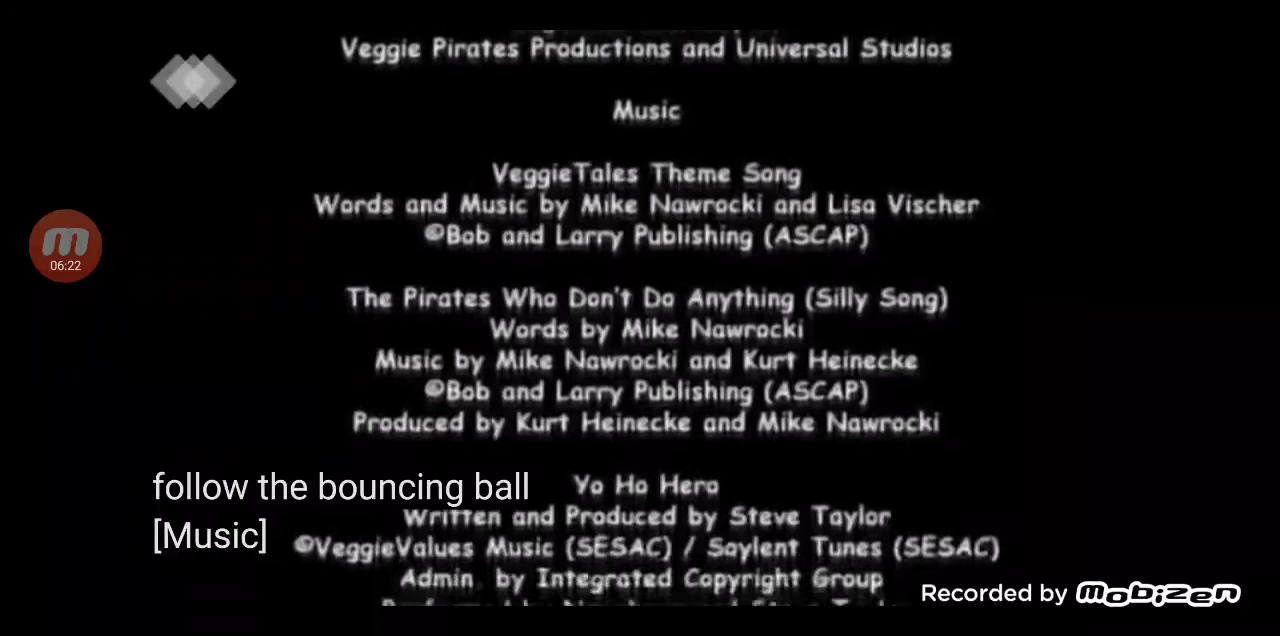 Veggie Pirates Productions and Universal Studios
Music
VeggieTales Theme Song
Words and Music by Mike Nawrocki and Lisa Vischer
©Bob and Larry Publishing (ASCAP)
M
06:22
The Pirates Who Don't Do Anything (Silly Song)
Words by Mike Nawrocki
Music by Mike Nawrocki and Kurt Heinecke
©Bob and Larry Publishing (ASCAP)
Produced by Kurt Heinecke and Mike Nawrocki
follow the bouncing ball
[Music]
Yo Ho Hero
Written and Produced by Steve Taylor
©VeggieValues Music (SESAC) / Saylent Tunes (SESAC)
Admin. by Integrated Copyright Group
Recorded by Mobizen